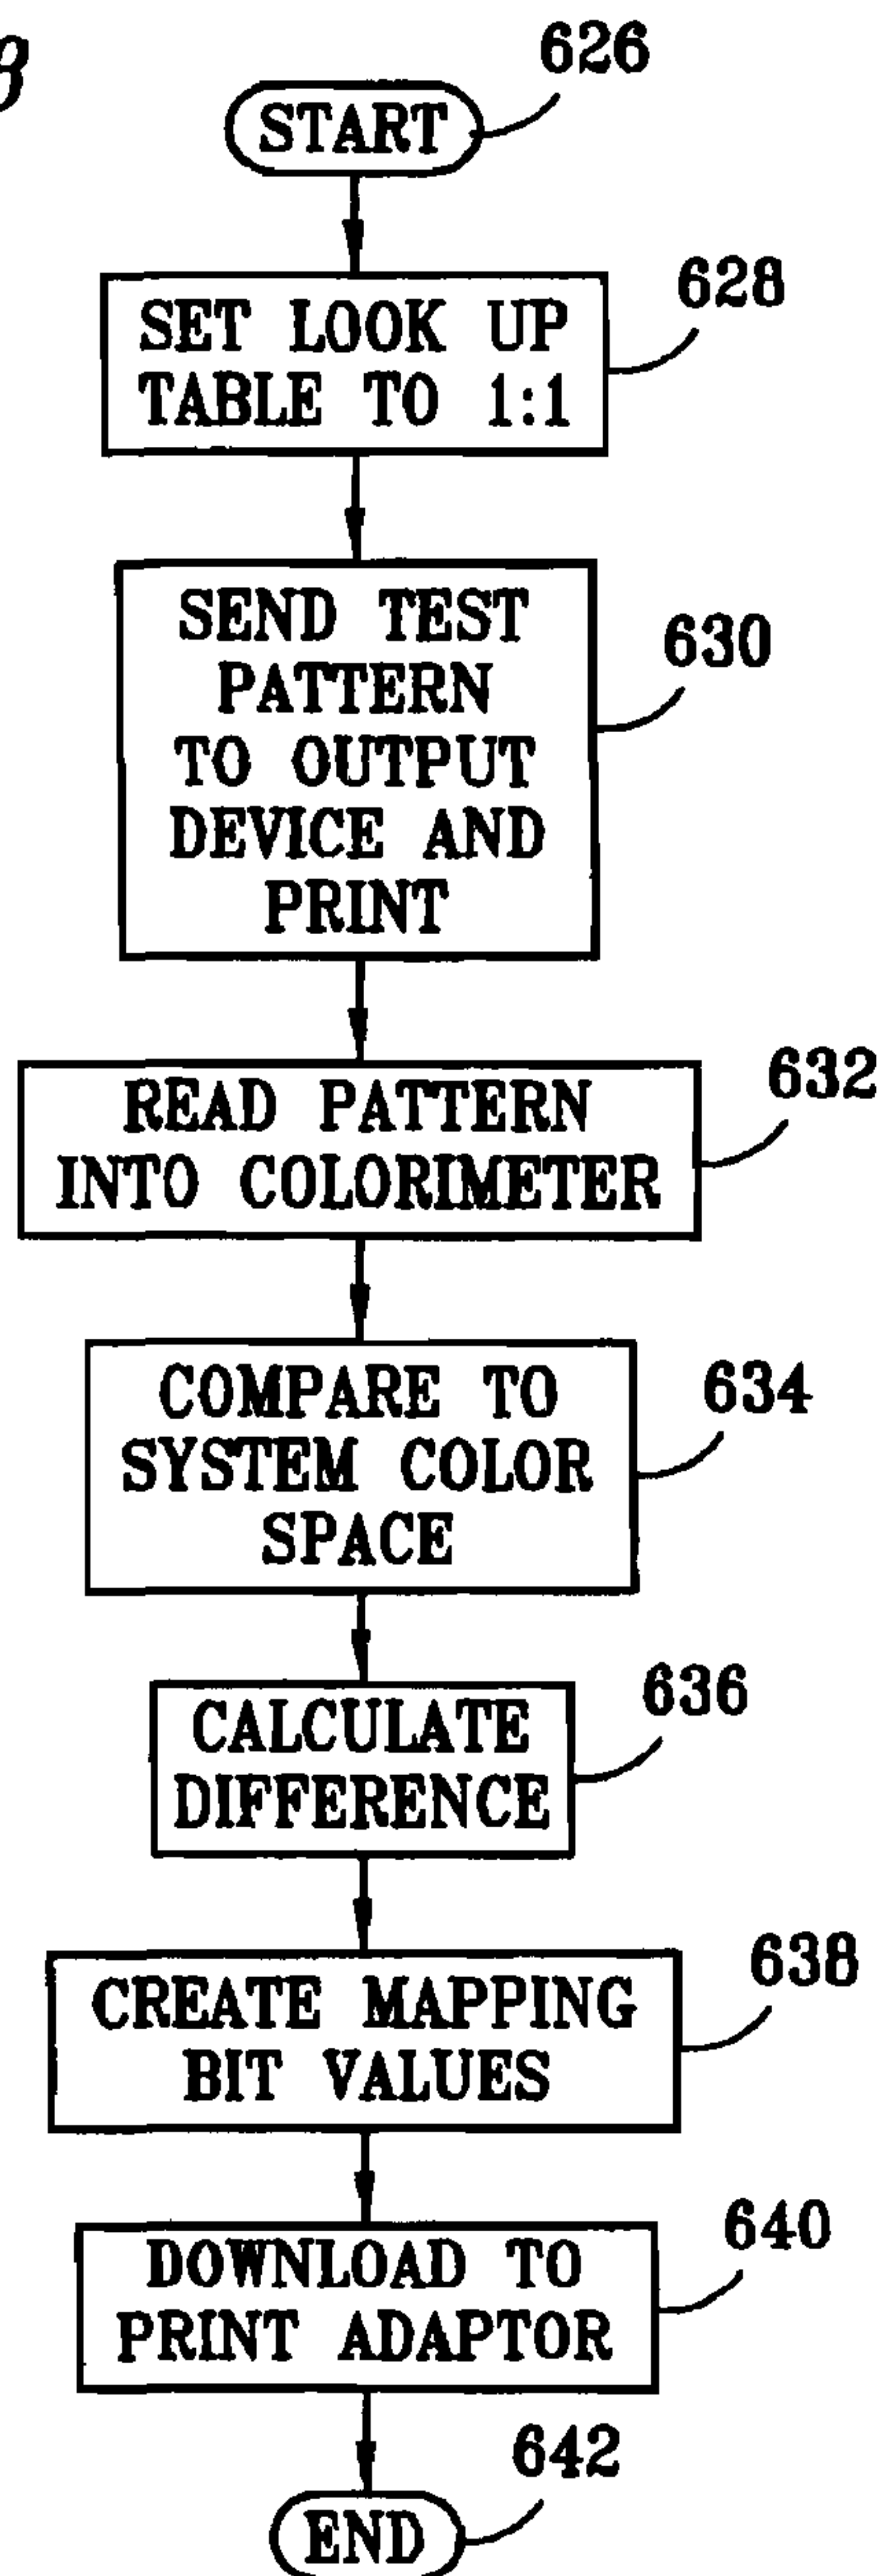 3
START
626
SET LOOK UP
TABLE TO 1:1
628
SEND TEST
PATTERN
TO OUTPUT
DEVICE AND
PRINT
630
READ PATTERN
INTO COLORIMETER
632
COMPARE TO
SYSTEM COLOR
SPACE
634
CALCULATE
DIFFERENCE
636
CREATE MAPPING
BIT VALUES
638
DOWNLOAD TO
PRINT ADAPTOR
640
END
642